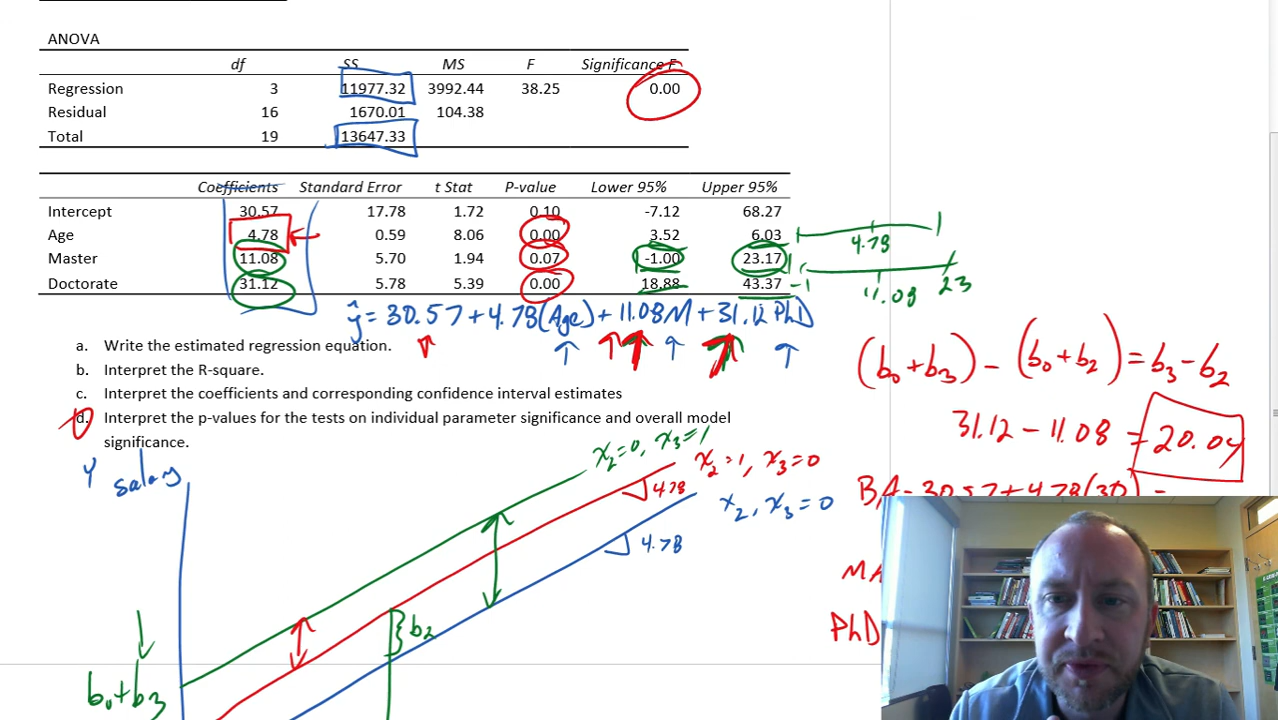 ANOVA
df SS MS F Significance F
Regression 3 11977.32 3992.44 38.25 0.00
Residual 16 1670.01 104.38
Total 19 13647.33
Coefficients Standard Error t Stat P-value Lower 95% Upper 95%
Intercept 30.57 17.78 1.72 0.10 -7.12 68.27
Age 4.78 0.59 8.06 0.00 3.52 6.03
Master 11.08 5.70 1.94 0.07 -1.00 23.17
Doctorate 31.12 5.78 5.39 0.00 18.88 43.37
4.78
-1 11.08 23
ŷ = 30.57 + 4.78(Age) + 11.08M + 31.12 PhD
a. Write the estimated regression equation.
b. Interpret the R-square.
c. Interpret the coefficients and corresponding confidence interval estimates
d. Interpret the p-values for the tests on individual parameter significance and overall model
significance.
(b₀+b₃) - (b₀+b₂) = b₃-b₂
31.12 - 11.08 = 20.04
BA = 30.57 + 4.78(30) =
MA
PhD
Y salary
x₂=0, x₃=1
x₂=1, x₃=0
4.78
x₂, x₃=0
4.78
b₂
b₀+b₃